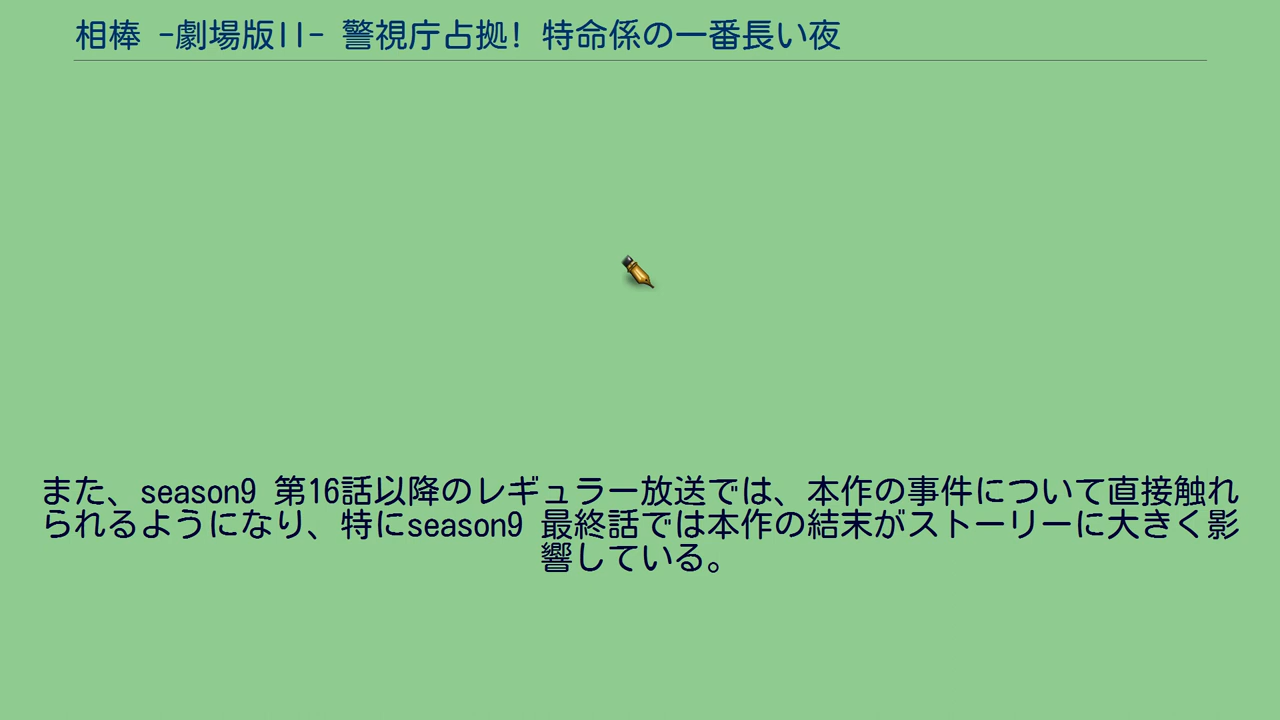 相棒 -劇場版II- 警視庁占拠! 特命係の一番長い夜
また、season9 第16話以降のレギュラー放送では、本作の事件について直接触れ
られるようになり、特にseason9 最終話では本作の結末がストーリーに大きく影
響している。